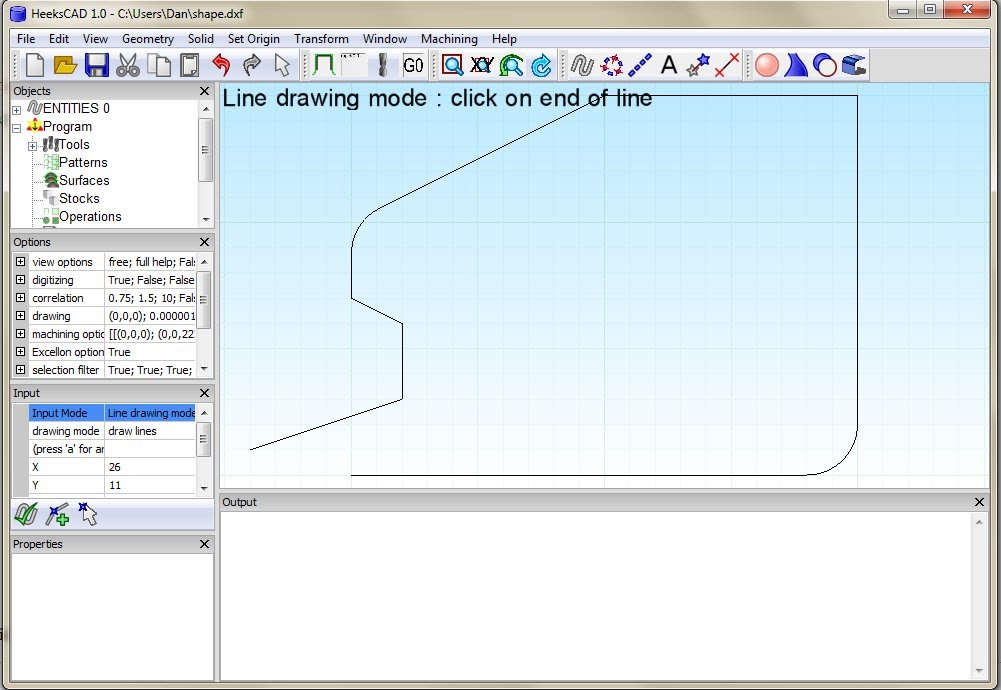 HeeksCAD 1.0 - C:\Users\Dan\shape.dxf
File Edit View Geometry Solid Set Origin Transform Window Machining Help
G0 XY A
Objects
ENTITIES 0
Program
Tools
Patterns
Surfaces
Stocks
Operations
Line drawing mode : click on end of line
Options
view options free; full help; Fal
digitizing True; False; False
correlation 0.75; 1.5; 10; Fal
drawing (0,0,0); 0.000001
machining optio [[(0,0,0); (0,0,22
Excellon option True
selection filter True; True; True;
Input
Input Mode Line drawing mode
drawing mode draw lines
(press 'a' for ar
X 26
Y 11
Output
Properties